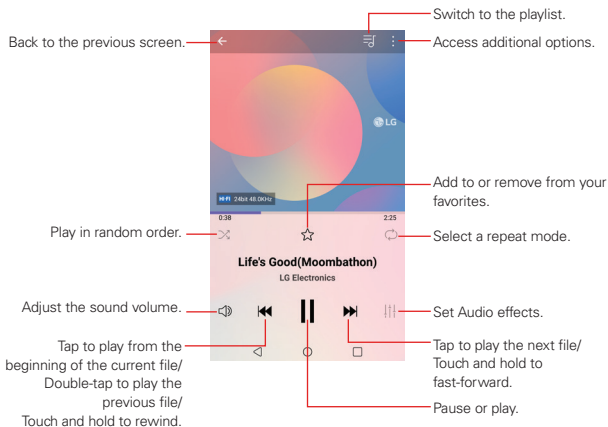 Switch to the playlist.
Back to the previous screen.
Access additional options.
LG
HI-FI 24bit 48.0KHz
Add to or remove from your
favorites.
0:38
2:25
Play in random order.
Select a repeat mode.
Life's Good(Moombathon)
LG Electronics
Adjust the sound volume.
Set Audio effects.
Tap to play from the
beginning of the current file/
Double-tap to play the
previous file/
Touch and hold to rewind.
Tap to play the next file/
Touch and hold to
fast-forward.
Pause or play.